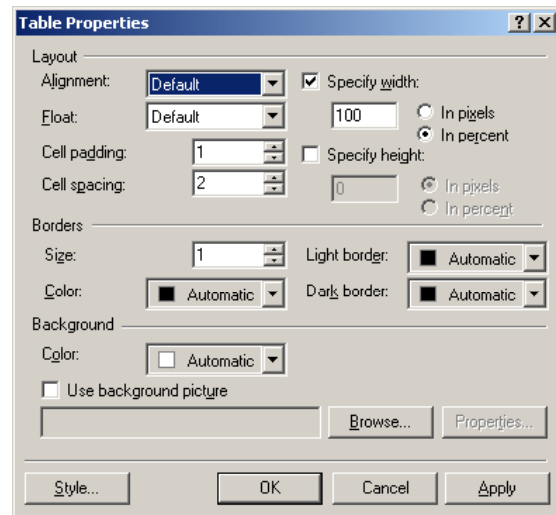 Table Properties
Layout
Alignment: Default Specify width:
Float: Default 100 In pixels
In percent
Cell padding: 1 Specify height:
Cell spacing: 2 0 In pixels
In percent
Borders
Size: 1 Light border: Automatic
Color: Automatic Dark border: Automatic
Background
Color: Automatic
Use background picture
Browse... Properties...
Style... OK Cancel Apply